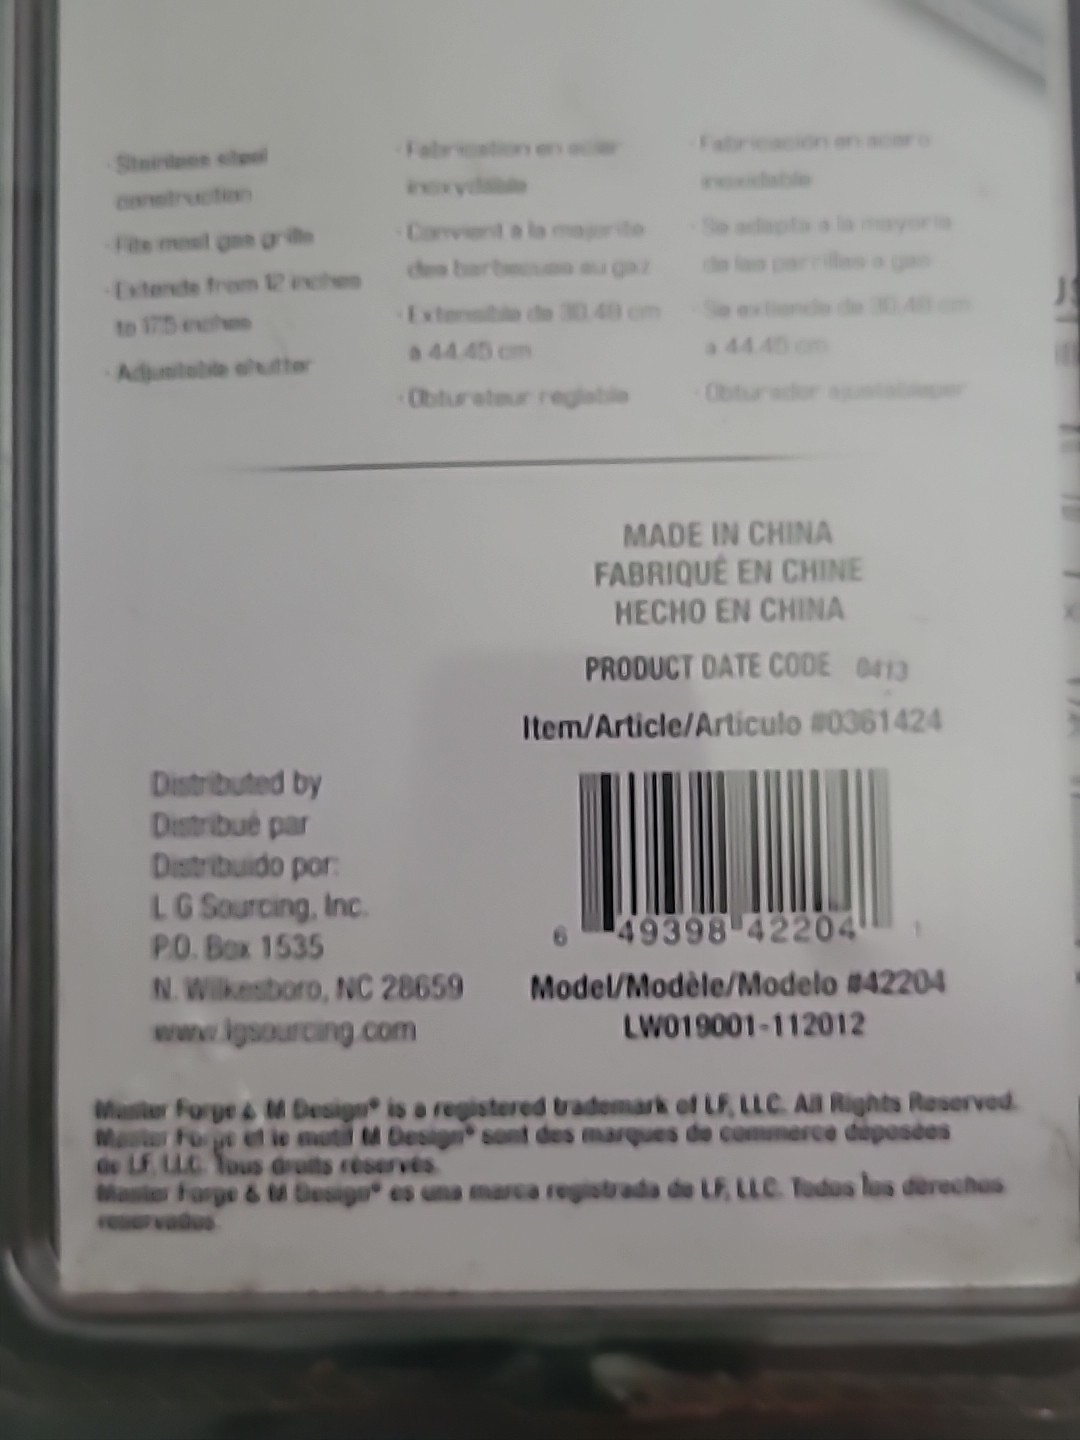 · Stainless steel
construction
· Fits most gas grills
· Extends from 12 inches
to 17.5 inches
· Adjustable shutter
· Fabrication en acier
inoxydable
· Convient à la majorité
des barbecues au gaz
· Extensible de 30.48 cm
à 44.45 cm
· Obturateur réglable
· Fabricación en acero
inoxidable
· Se adapta a la mayoría
de las parrillas a gas
· Se extiende de 30.48 cm
a 44.45 cm
· Obturador ajustableper
MADE IN CHINA
FABRIQUÉ EN CHINE
HECHO EN CHINA
PRODUCT DATE CODE 0413
Item/Article/Artículo #0361424
6 49398 42204 1
Model/Modèle/Modelo #42204
LW019001-112012
Distributed by
Distribué par
Distribuido por:
L G Sourcing, Inc.
P.O. Box 1535
N. Wilkesboro, NC 28659
www.lgsourcing.com
Master Forge & M Design® is a registered trademark of LF, LLC. All Rights Reserved.
Master Forge et le motif M Design® sont des marques de commerce déposées
de LF, LLC. Tous droits réservés.
Master Forge & M Design® es una marca registrada de LF, LLC. Todos los derechos
reservados.